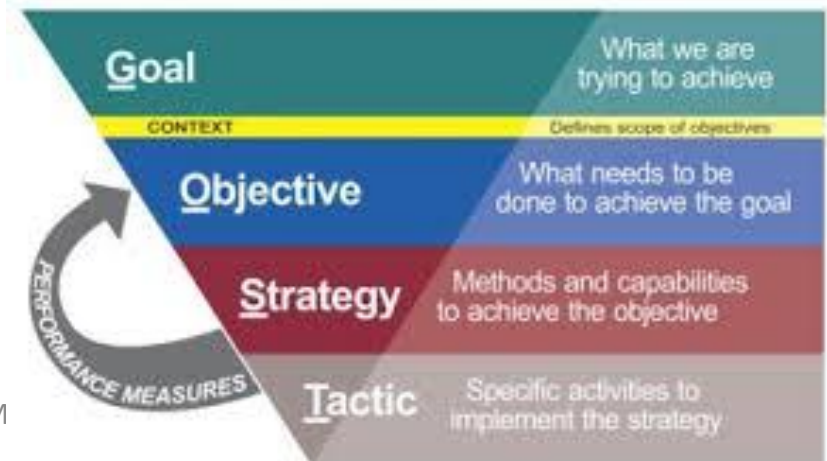 Goal
What we are
trying to achieve
CONTEXT
Defines scope of objectives
Objective
What needs to be
done to achieve the goal
Strategy
Methods and capabilities
to achieve the objective
Tactic
Specific activities to
implement the strategy
PERFORMANCE MEASURES
M